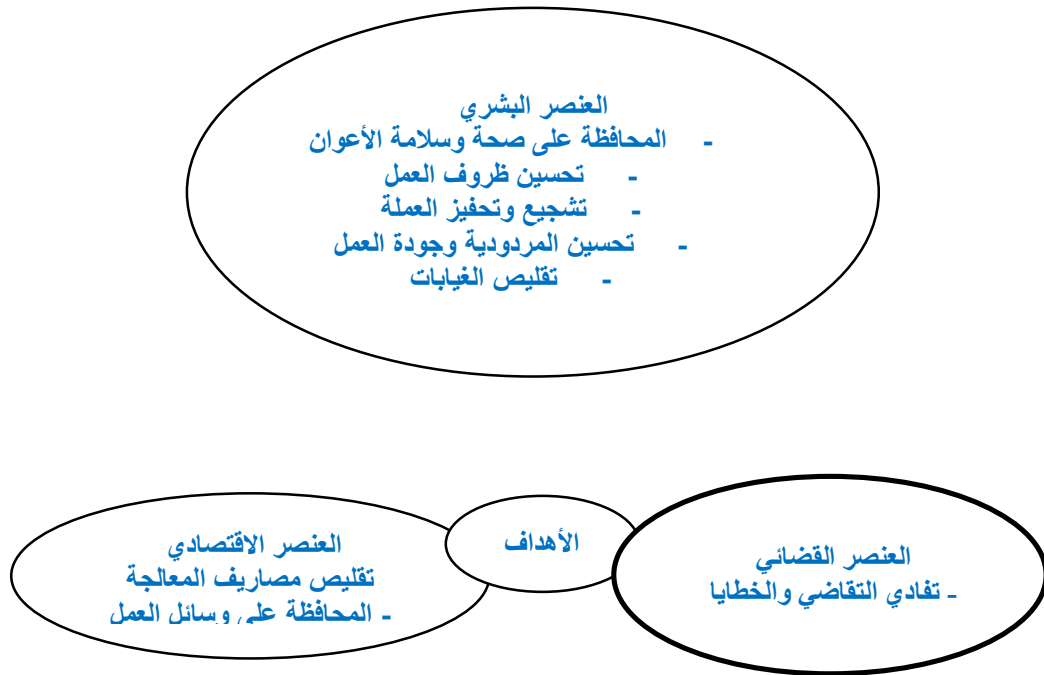 العنصر البشري
- المحافظة على صحة وسلامة الأعوان
- تحسين ظروف العمل
- تشجيع وتحفيز العملة
- تحسين المردودية وجودة العمل
- تقليص الغيابات
الأهداف
العنصر القضائي
- تفادي التقاضي والخطايا
العنصر الاقتصادي
تقليص مصاريف المعالجة
- المحافظة على وسائل العمل